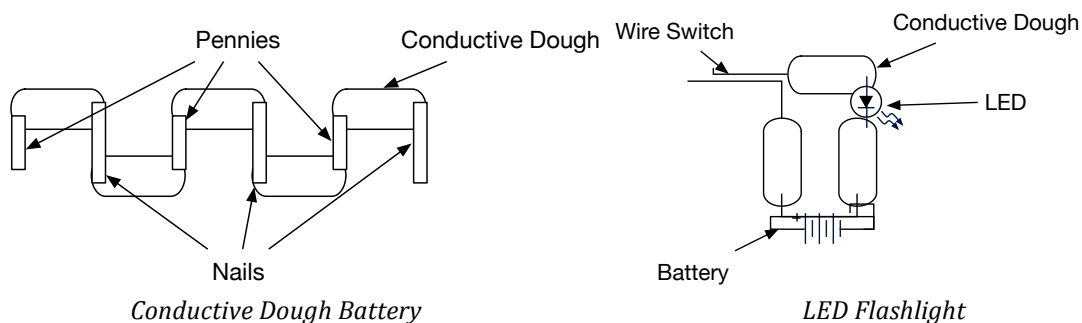 Pennies
Conductive Dough
Nails
Conductive Dough Battery
Wire Switch
Conductive Dough
LED
+
Battery
LED Flashlight